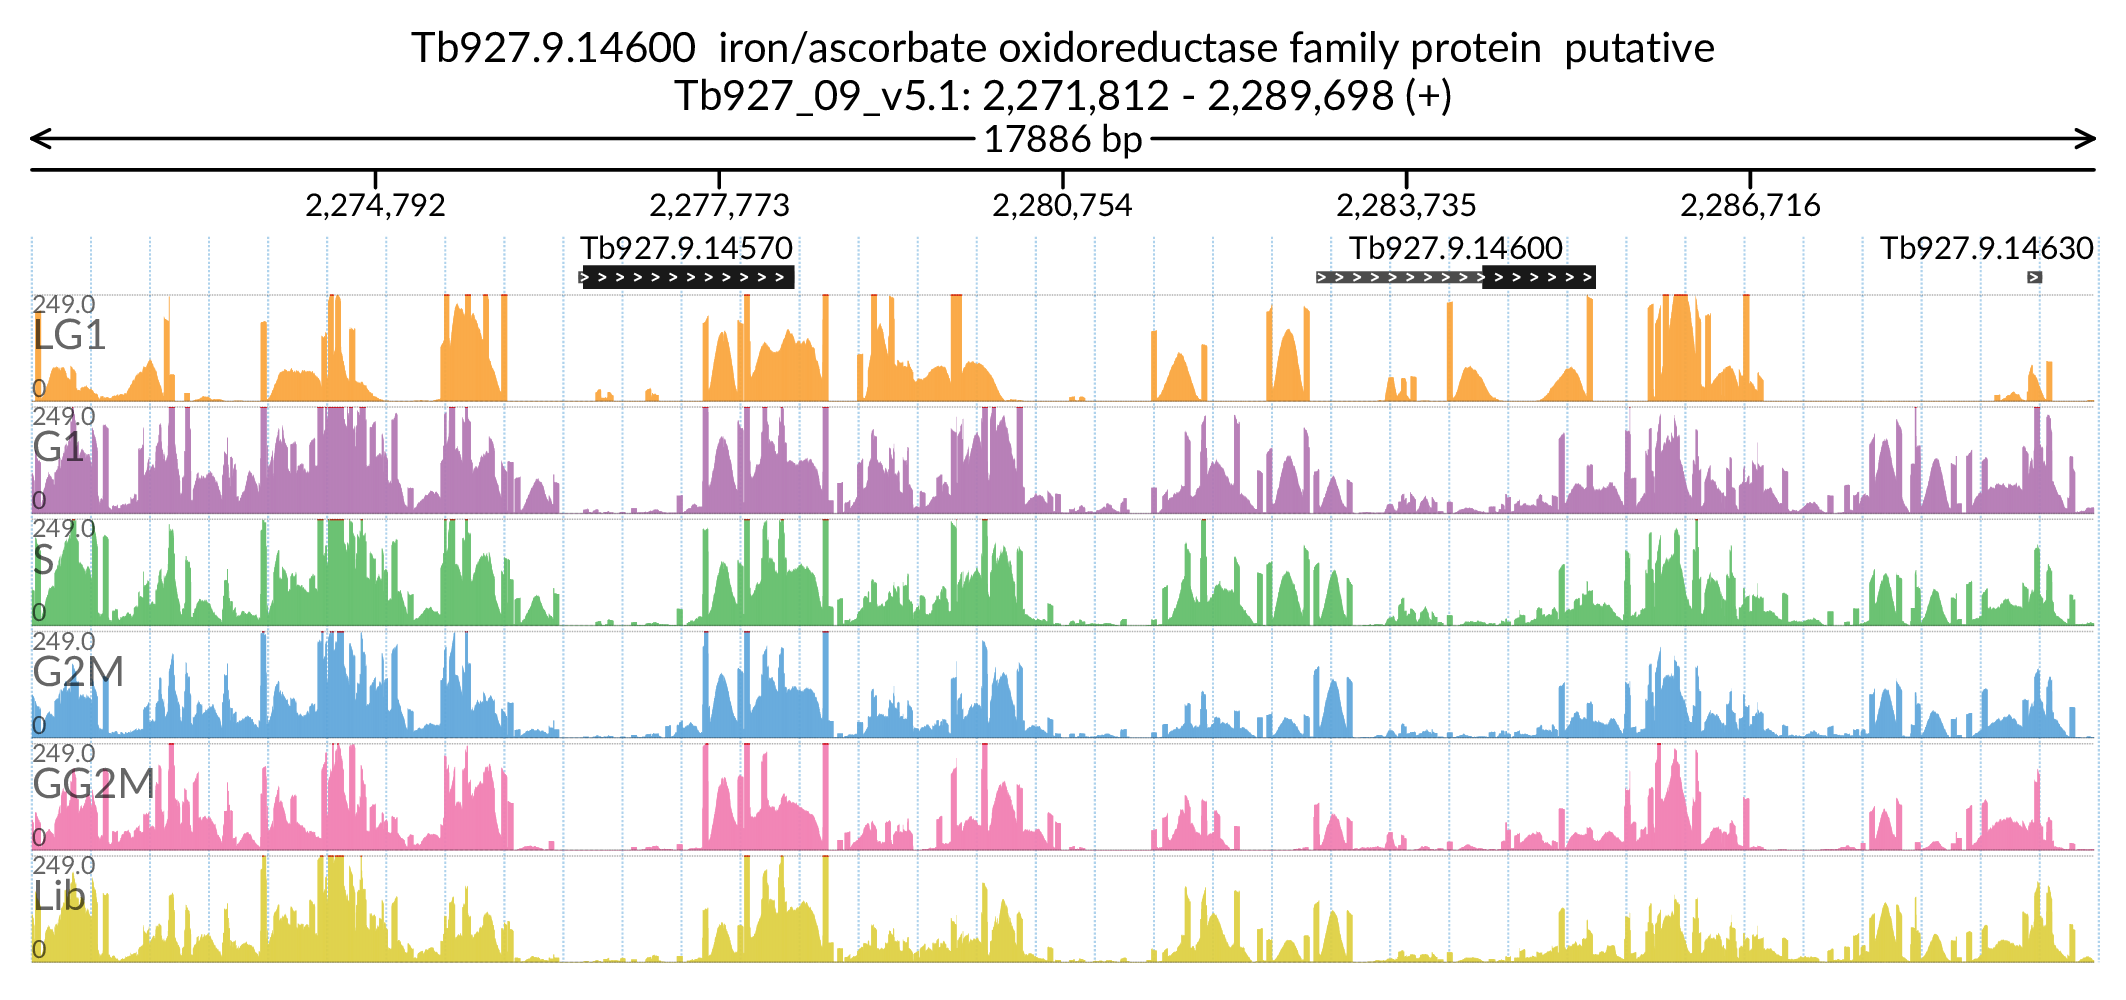 Tb927.9.14600  iron/ascorbate oxidoreductase family protein  putative
Tb927_09_v5.1: 2,271,812 - 2,289,698 (+)
17886 bp
2,274,792 2,277,773 2,280,754 2,283,735 2,286,716
Tb927.9.14570 Tb927.9.14600 Tb927.9.14630
249.0
LG1
0
249.0
G1
0
249.0
S
0
249.0
G2M
0
249.0
GG2M
0
249.0
Lib
0